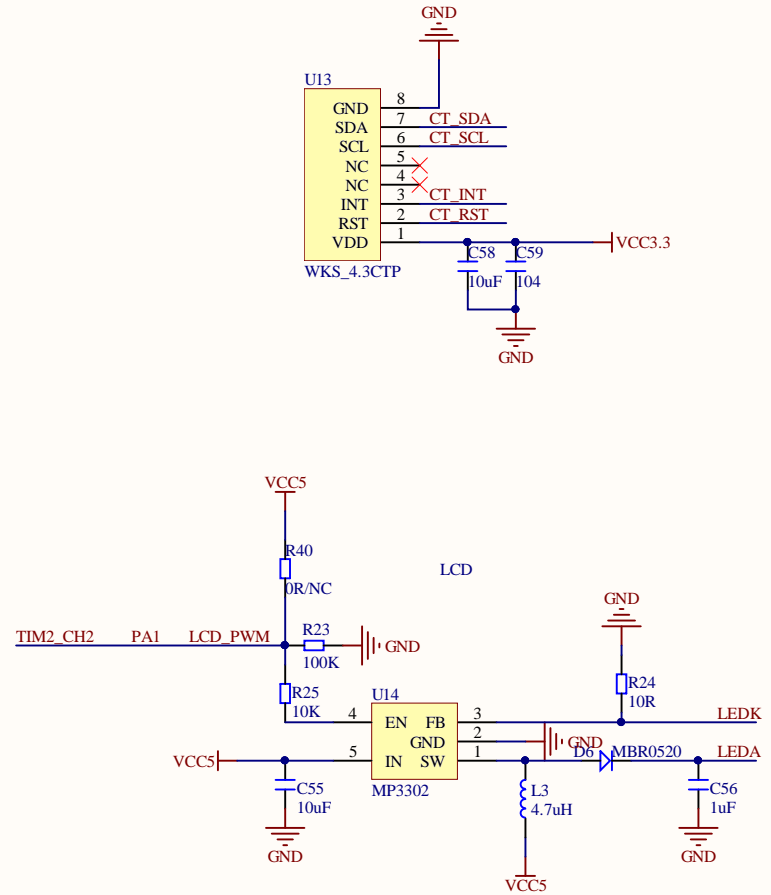 GND
U13
GND 8
SDA 7 CT_SDA
SCL 6 CT_SCL
NC 5
NC 4
INT 3 CT_INT
RST 2 CT_RST
VDD 1
VCC3.3
C58 C59
10uF 104
WKS_4.3CTP
GND
VCC5
R40
0R/NC
LCD
GND
TIM2_CH2 PA1 LCD_PWM
R23
100K
GND
R25
10K
U14
R24
10R
4 EN FB 3 LEDK
GND 2 GND
5 IN SW 1
VCC5
D6 MBR0520 LEDA
MP3302
C55
10uF
L3
4.7uH
C56
1uF
GND
GND
VCC5